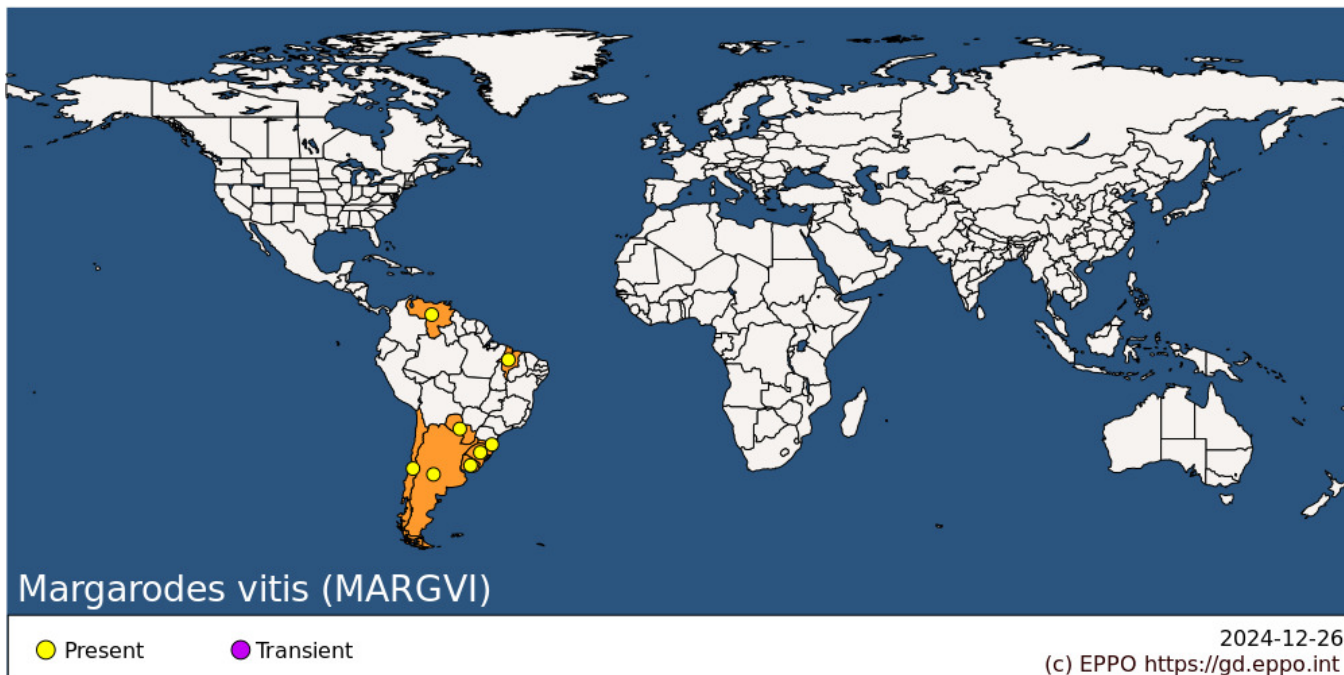 Margarodes vitis (MARGVI)
Present
Transient
2024-12-26
(c) EPPO https://gd.eppo.int